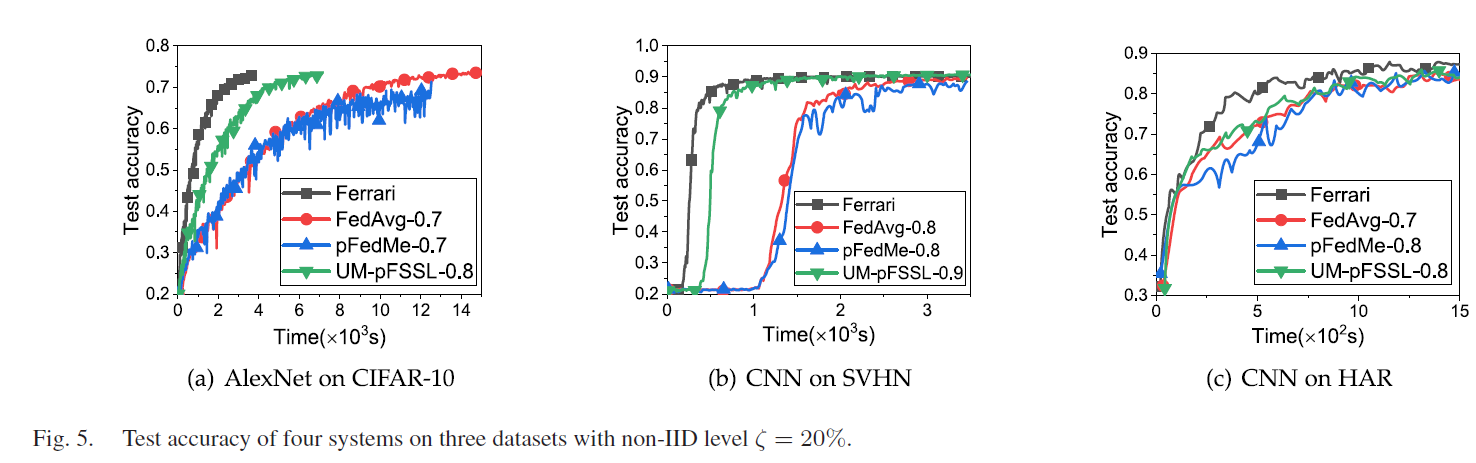 0.8
0.7
0.6
0.5
0.4
0.3
0.2
Test accuracy
0 2 4 6 8 10 12 14
Time(×10³s)
Ferrari
FedAvg-0.7
pFedMe-0.7
UM-pFSSL-0.8
(a) AlexNet on CIFAR-10
1.0
0.9
0.8
0.7
0.6
0.5
0.4
0.3
0.2
Test accuracy
0 1 2 3
Time(×10³s)
Ferrari
FedAvg-0.8
pFedMe-0.8
UM-pFSSL-0.9
(b) CNN on SVHN
0.9
0.8
0.7
0.6
0.5
0.4
0.3
Test accuracy
0 5 10 15
Time(×10²s)
Ferrari
FedAvg-0.7
pFedMe-0.8
UM-pFSSL-0.8
(c) CNN on HAR
Fig. 5. Test accuracy of four systems on three datasets with non-IID level ζ = 20%.